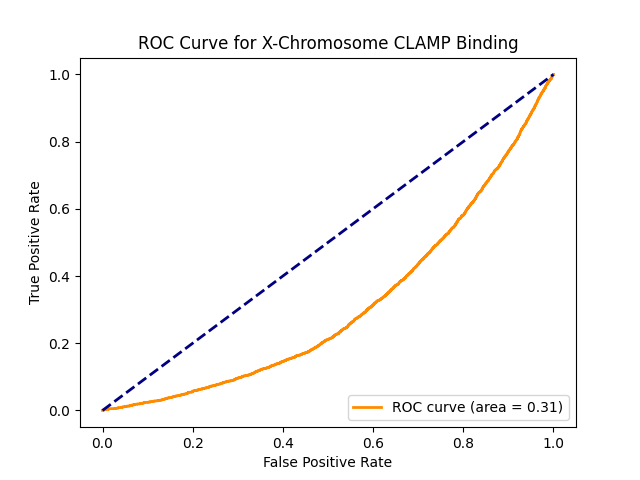 ROC Curve for X-Chromosome CLAMP Binding
True Positive Rate
1.0
0.8
0.6
0.4
0.2
0.0
ROC curve (area = 0.31)
0.0 0.2 0.4 0.6 0.8 1.0
False Positive Rate